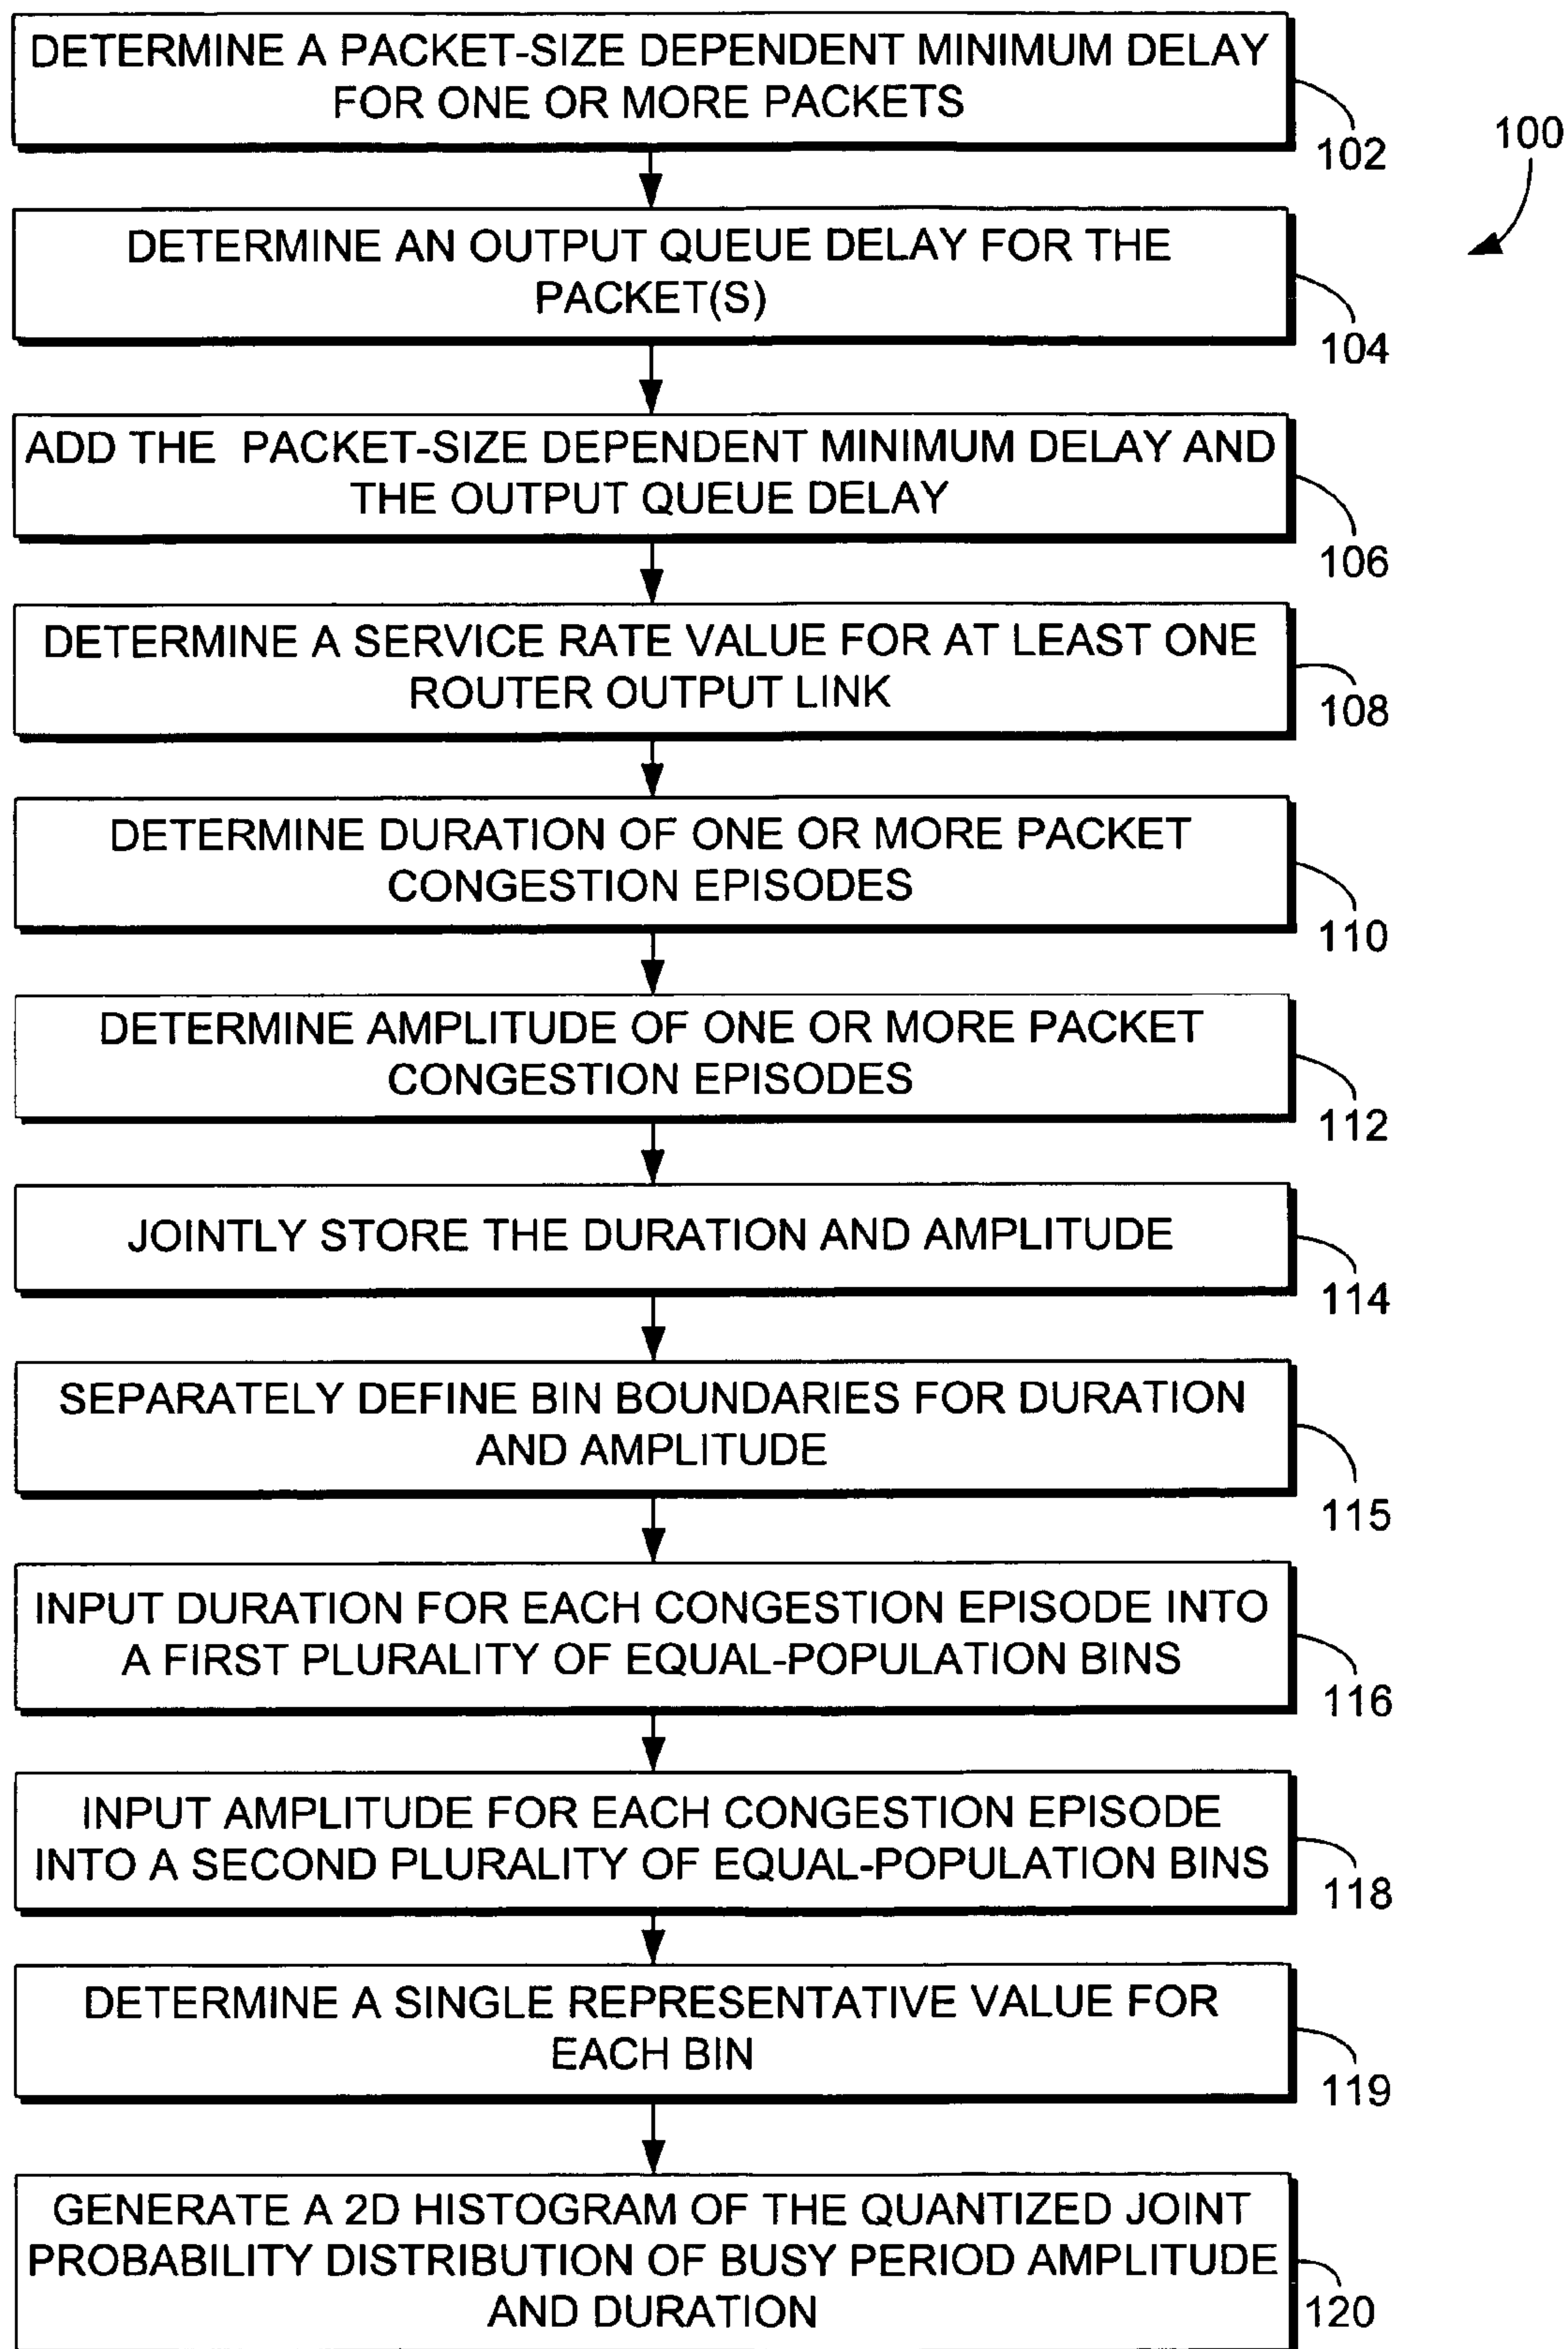 DETERMINE A PACKET-SIZE DEPENDENT MINIMUM DELAY
FOR ONE OR MORE PACKETS
102
100
DETERMINE AN OUTPUT QUEUE DELAY FOR THE
PACKET(S)
104
ADD THE PACKET-SIZE DEPENDENT MINIMUM DELAY AND
THE OUTPUT QUEUE DELAY
106
DETERMINE A SERVICE RATE VALUE FOR AT LEAST ONE
ROUTER OUTPUT LINK
108
DETERMINE DURATION OF ONE OR MORE PACKET
CONGESTION EPISODES
110
DETERMINE AMPLITUDE OF ONE OR MORE PACKET
CONGESTION EPISODES
112
JOINTLY STORE THE DURATION AND AMPLITUDE
114
SEPARATELY DEFINE BIN BOUNDARIES FOR DURATION
AND AMPLITUDE
115
INPUT DURATION FOR EACH CONGESTION EPISODE INTO
A FIRST PLURALITY OF EQUAL-POPULATION BINS
116
INPUT AMPLITUDE FOR EACH CONGESTION EPISODE
INTO A SECOND PLURALITY OF EQUAL-POPULATION BINS
118
DETERMINE A SINGLE REPRESENTATIVE VALUE FOR
EACH BIN
119
GENERATE A 2D HISTOGRAM OF THE QUANTIZED JOINT
PROBABILITY DISTRIBUTION OF BUSY PERIOD AMPLITUDE
AND DURATION
120